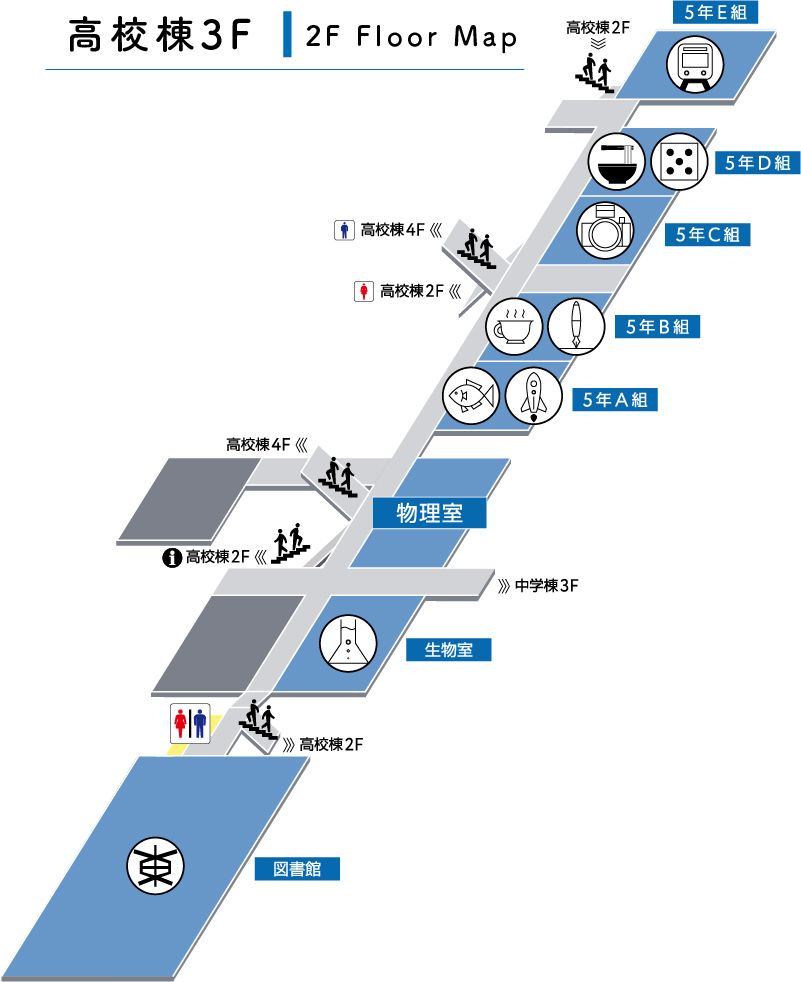 高校棟3F
2F Floor Map
高校棟2F
5年E組
5年D組
高校棟4F
5年C組
高校棟2F
5年B組
5年A組
高校棟4F
物理室
高校棟2F
中学棟3F
生物室
高校棟2F
図書館